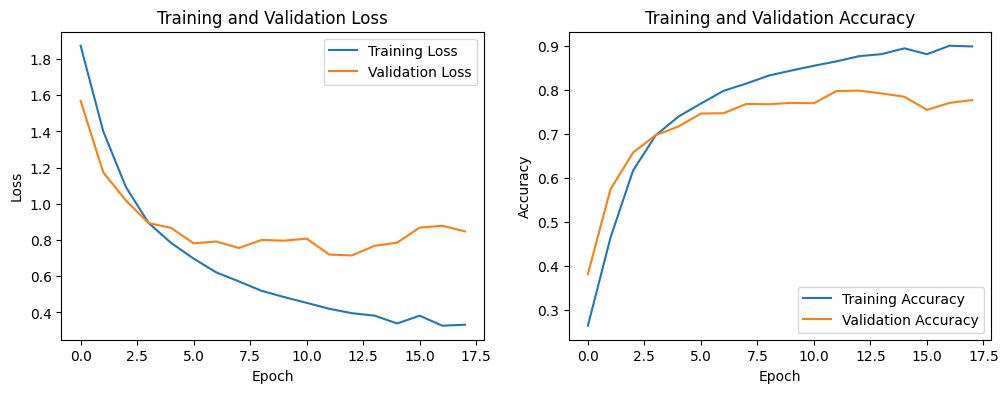 Training and Validation Loss
Training Loss
Validation Loss
1.8
1.6
1.4
1.2
1.0
0.8
0.6
0.4
Loss
0.0 2.5 5.0 7.5 10.0 12.5 15.0 17.5
Epoch
Training and Validation Accuracy
0.9
0.8
0.7
0.6
0.5
0.4
0.3
Accuracy
Training Accuracy
Validation Accuracy
0.0 2.5 5.0 7.5 10.0 12.5 15.0 17.5
Epoch